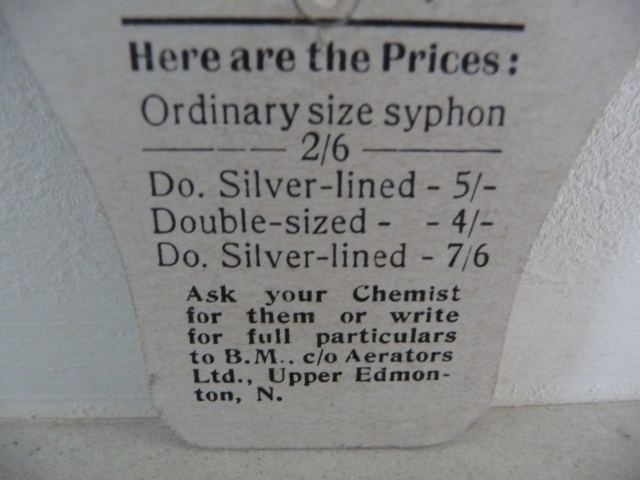 Here are the Prices:
Ordinary size syphon
2/6
Do. Silver-lined - 5/-
Double-sized - - 4/-
Do. Silver-lined - 7/6
Ask your Chemist
for them or write
for full particulars
to B.M., c/o Aerators
Ltd., Upper Edmon-
ton, N.